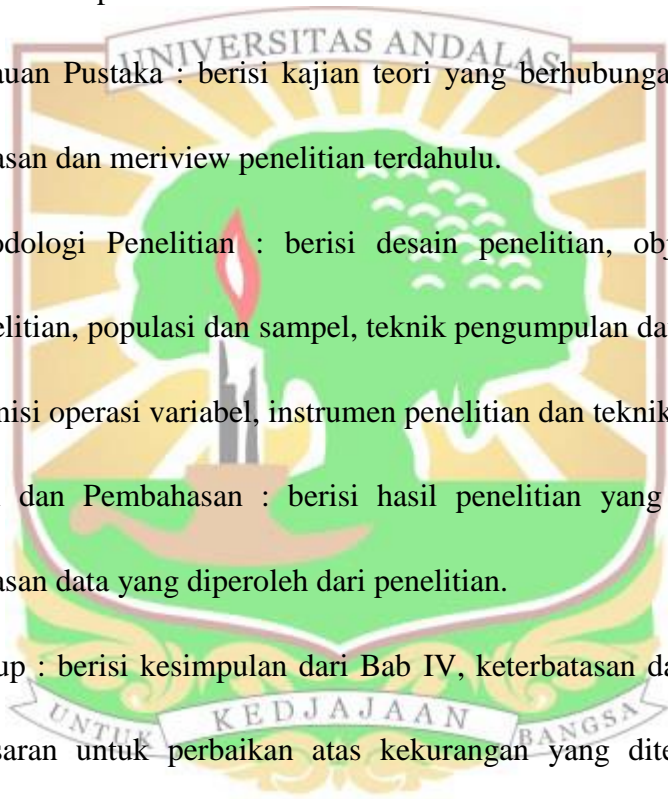 UNIVERSITAS ANDALAS
auan Pustaka : berisi kajian teori yang berhubunga
asan dan meriview penelitian terdahulu.
odologi Penelitian : berisi desain penelitian, obj
elitian, populasi dan sampel, teknik pengumpulan da
nisi operasi variabel, instrumen penelitian dan teknik
dan Pembahasan : berisi hasil penelitian yang
asan data yang diperoleh dari penelitian.
up : berisi kesimpulan dari Bab IV, keterbatasan da
UNTUK KEDJAJAAN BANGSA
saran untuk perbaikan atas kekurangan yang dite